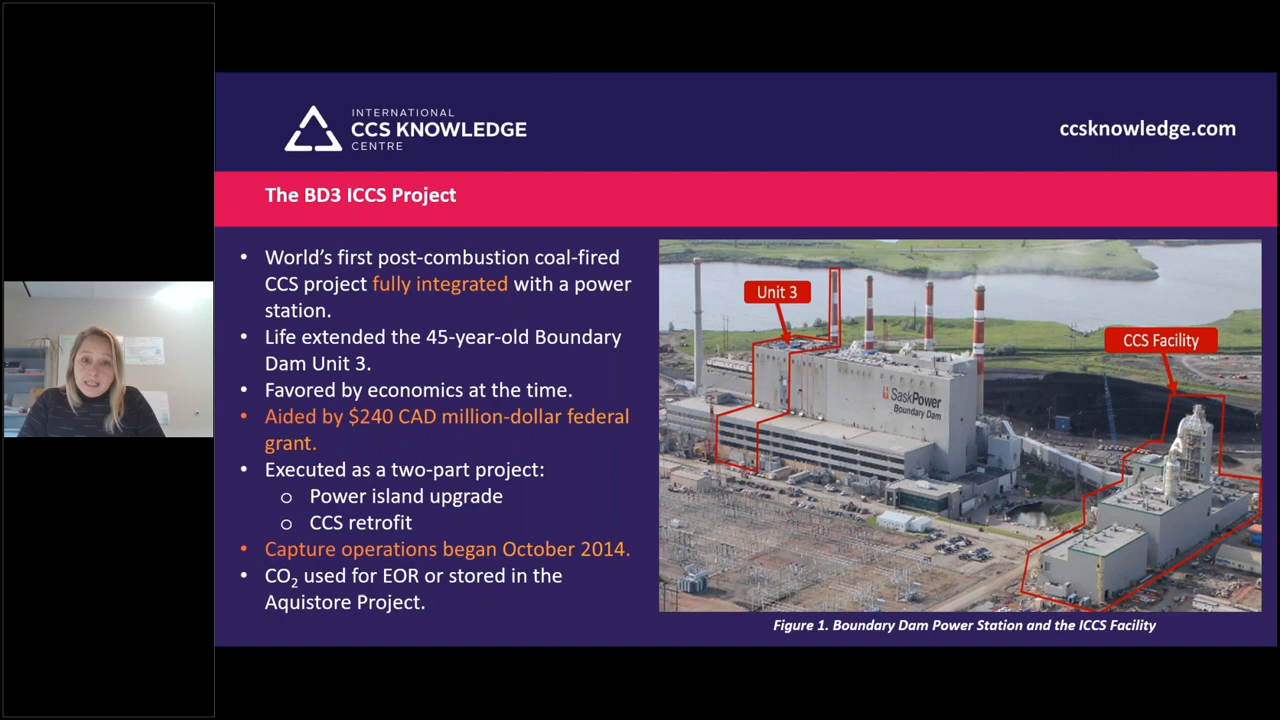 INTERNATIONAL
CCS KNOWLEDGE
CENTRE
ccsknowledge.com
The BD3 ICCS Project
• World's first post-combustion coal-fired
CCS project fully integrated with a power
station.
• Life extended the 45-year-old Boundary
Dam Unit 3.
• Favored by economics at the time.
• Aided by $240 CAD million-dollar federal
grant.
• Executed as a two-part project:
o Power island upgrade
o CCS retrofit
• Capture operations began October 2014.
• CO₂ used for EOR or stored in the
Aquistore Project.
Unit 3
CCS Facility
SaskPower
Boundary Dam
Figure 1. Boundary Dam Power Station and the ICCS Facility